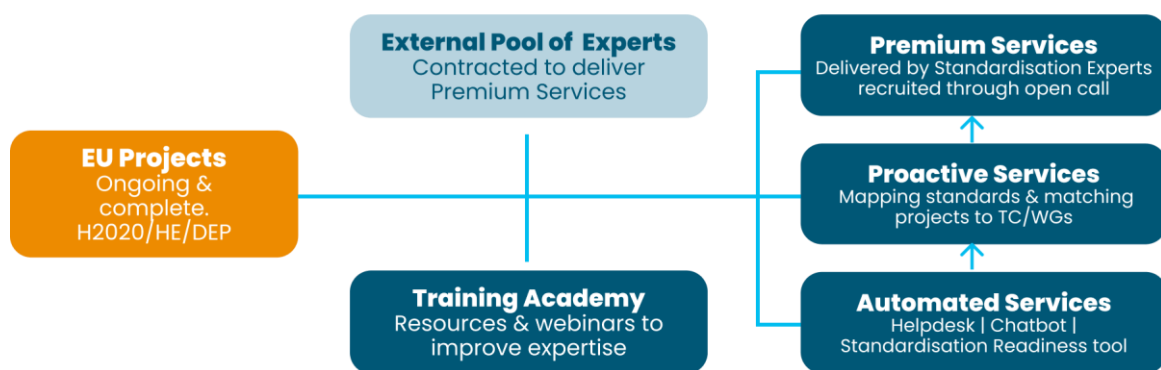 External Pool of Experts
Contracted to deliver
Premium Services
Premium Services
Delivered by Standardisation Experts
recruited through open call
EU Projects
Ongoing &
complete.
H2020/HE/DEP
Proactive Services
Mapping standards & matching
projects to TC/WGs
Training Academy
Resources & webinars to
improve expertise
Automated Services
Helpdesk | Chatbot |
Standardisation Readiness tool